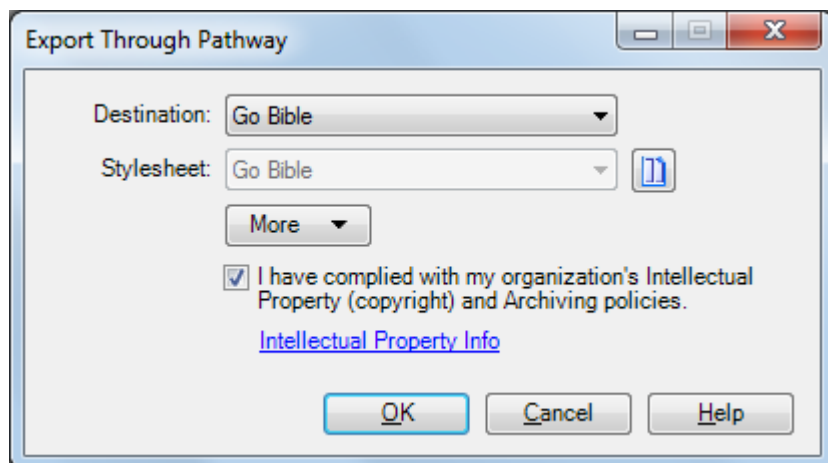 Export Through Pathway
Destination: Go Bible
Stylesheet: Go Bible
More
I have complied with my organization's Intellectual
Property (copyright) and Archiving policies.
Intellectual Property Info
OK Cancel Help